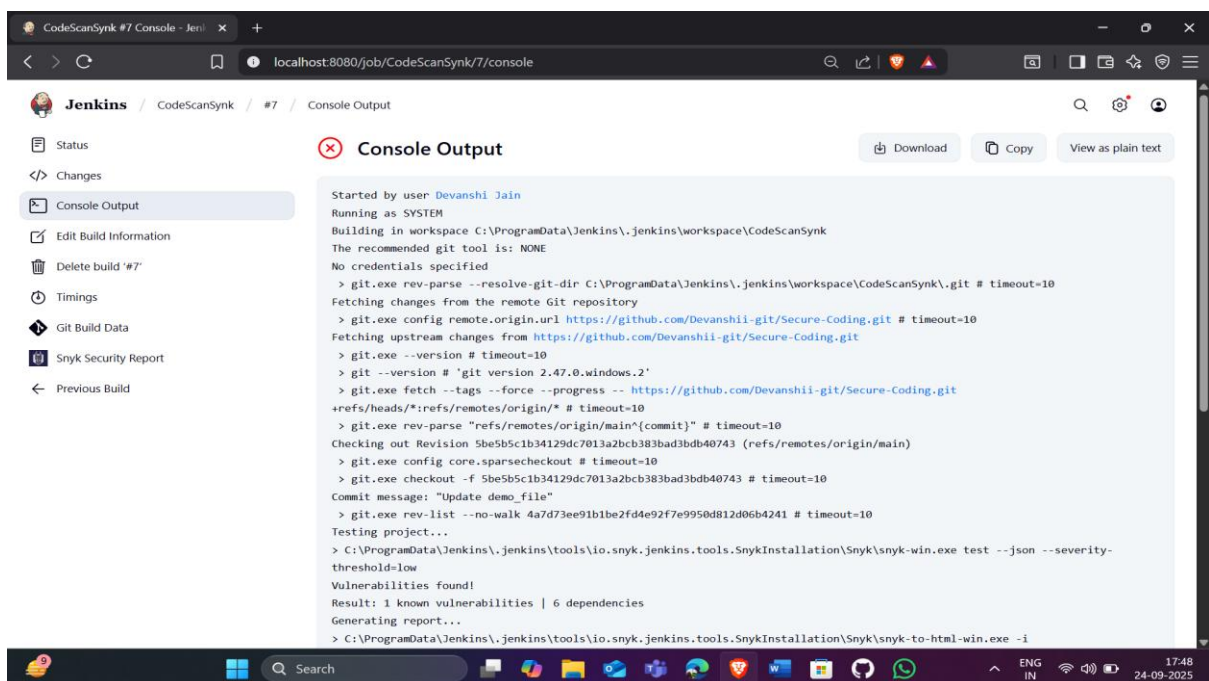 CodeScanSynk #7 Console - Jenl
localhost:8080/job/CodeScanSynk/7/console
Jenkins / CodeScanSynk / #7 / Console Output
Status
Changes
Console Output
Edit Build Information
Delete build '#7'
Timings
Git Build Data
Snyk Security Report
Previous Build
Console Output
Download
Copy
View as plain text
Started by user Devanshi Jain
Running as SYSTEM
Building in workspace C:\ProgramData\Jenkins\.jenkins\workspace\CodeScanSynk
The recommended git tool is: NONE
No credentials specified
> git.exe rev-parse --resolve-git-dir C:\ProgramData\Jenkins\.jenkins\workspace\CodeScanSynk\.git # timeout=10
Fetching changes from the remote Git repository
> git.exe config remote.origin.url https://github.com/Devanshii-git/Secure-Coding.git # timeout=10
Fetching upstream changes from https://github.com/Devanshii-git/Secure-Coding.git
> git.exe --version # timeout=10
> git --version # 'git version 2.47.0.windows.2'
> git.exe fetch --tags --force --progress -- https://github.com/Devanshii-git/Secure-Coding.git
+refs/heads/*:refs/remotes/origin/* # timeout=10
> git.exe rev-parse "refs/remotes/origin/main^{commit}" # timeout=10
Checking out Revision 5be5b5c1b34129dc7013a2bcb383bad3bdb40743 (refs/remotes/origin/main)
> git.exe config core.sparsecheckout # timeout=10
> git.exe checkout -f 5be5b5c1b34129dc7013a2bcb383bad3bdb40743 # timeout=10
Commit message: "Update demo_file"
> git.exe rev-list --no-walk 4a7d73ee91b1be2fd4e92f7e9950d812d06b4241 # timeout=10
Testing project...
> C:\ProgramData\Jenkins\.jenkins\tools\io.snyk.jenkins.tools.SnykInstallation\Snyk\snyk-win.exe test --json --severity-
threshold=low
Vulnerabilities found!
Result: 1 known vulnerabilities | 6 dependencies
Generating report...
> C:\ProgramData\Jenkins\.jenkins\tools\io.snyk.jenkins.tools.SnykInstallation\Snyk\snyk-to-html-win.exe -i
9
Search
ENG
IN
17:48
24-09-2025